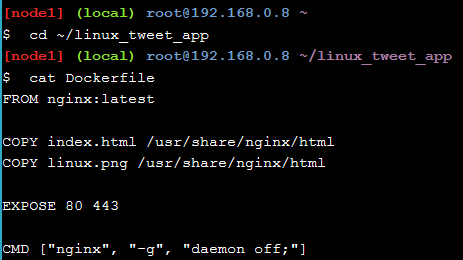 [node1] (local) root@192.168.0.8 ~
$ cd ~/linux_tweet_app
[node1] (local) root@192.168.0.8 ~/linux_tweet_app
$ cat Dockerfile
FROM nginx:latest
COPY index.html /usr/share/nginx/html
COPY linux.png /usr/share/nginx/html
EXPOSE 80 443
CMD ["nginx", "-g", "daemon off;"]